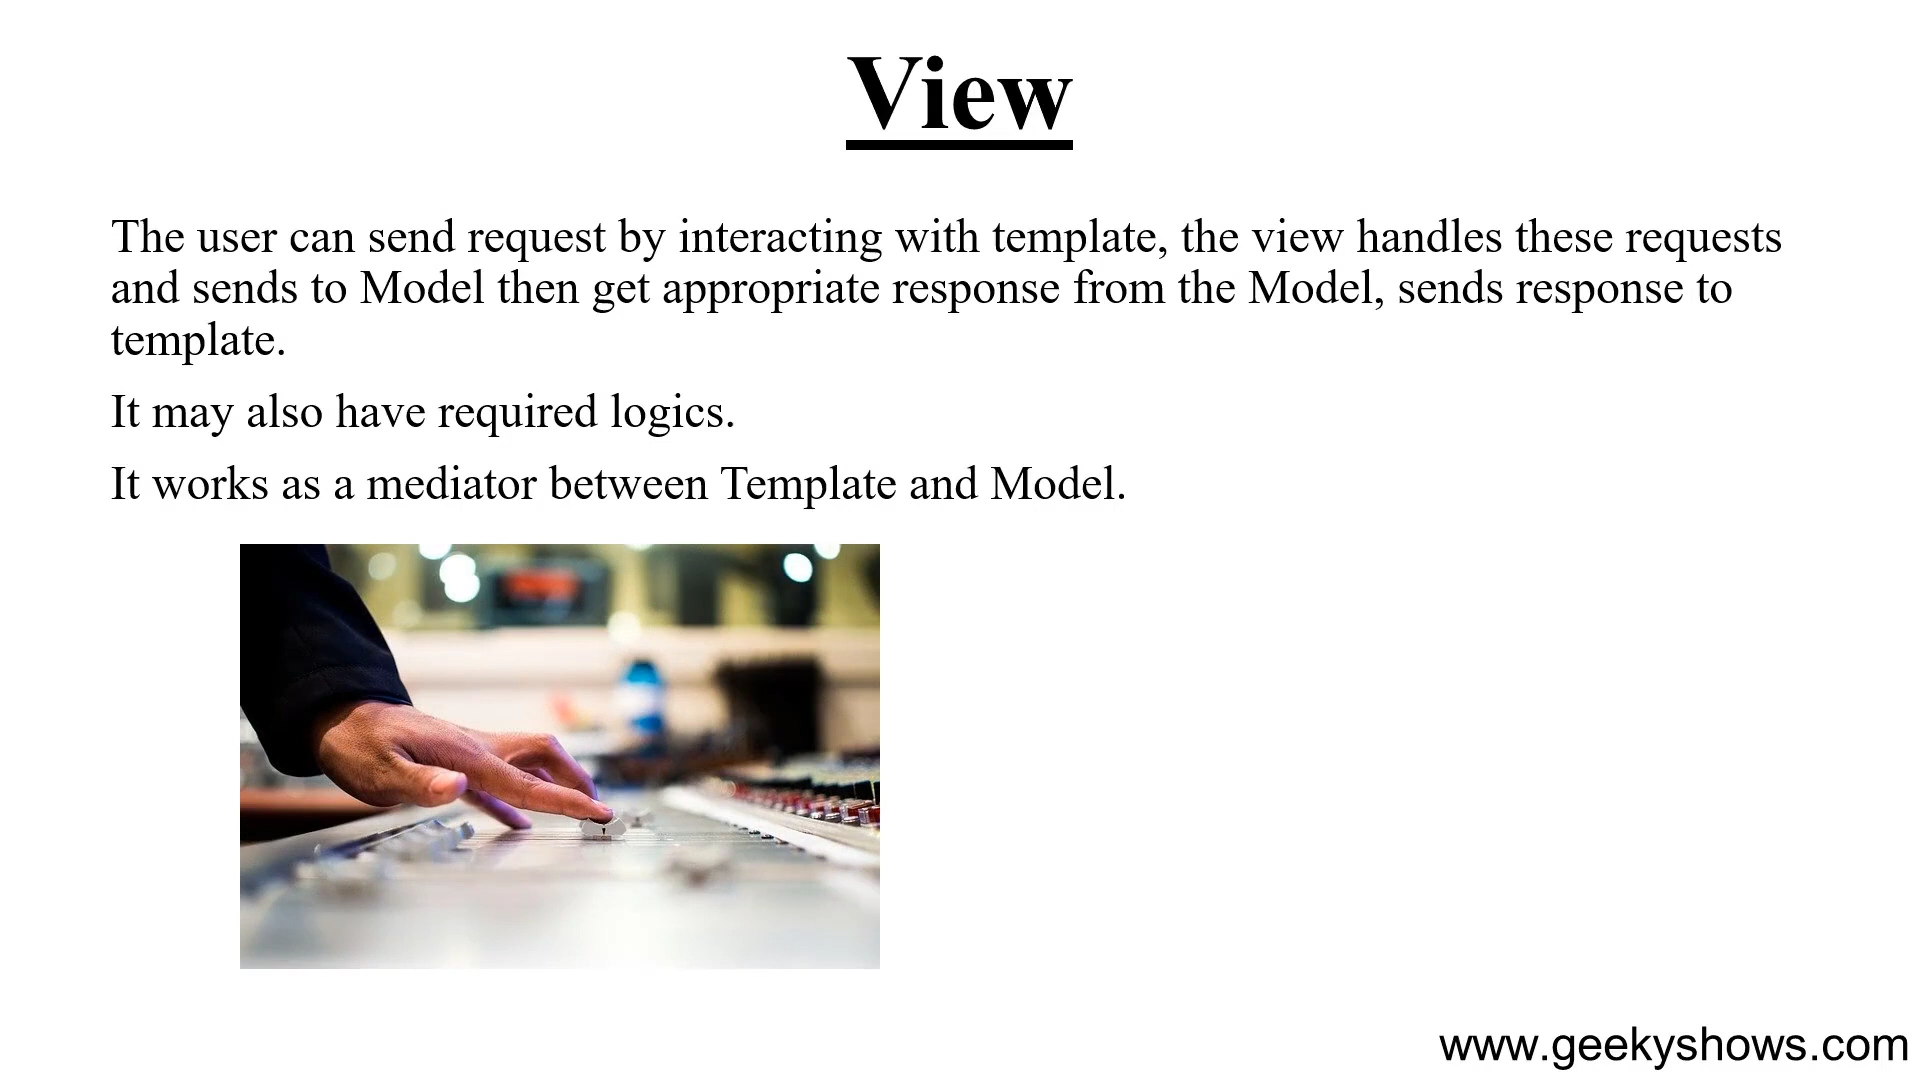 View
The user can send request by interacting with template, the view handles these requests
and sends to Model then get appropriate response from the Model, sends response to
template.
It may also have required logics.
It works as a mediator between Template and Model.
www.geekyshows.com